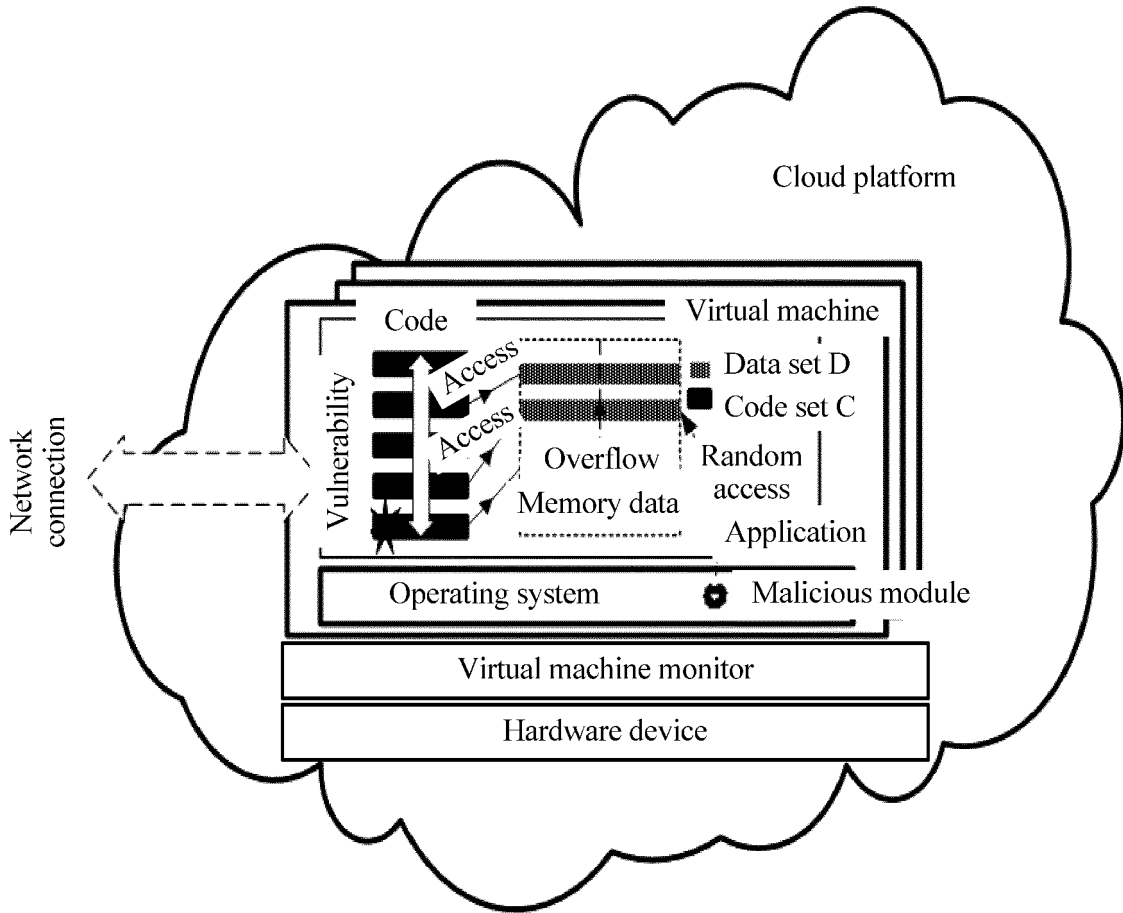 Cloud platform
Virtual machine
Code
Access
Access
Data set D
Code set C
Vulnerability
Network
connection
Overflow
Memory data
Random
access
Application
Operating system
Malicious module
Virtual machine monitor
Hardware device